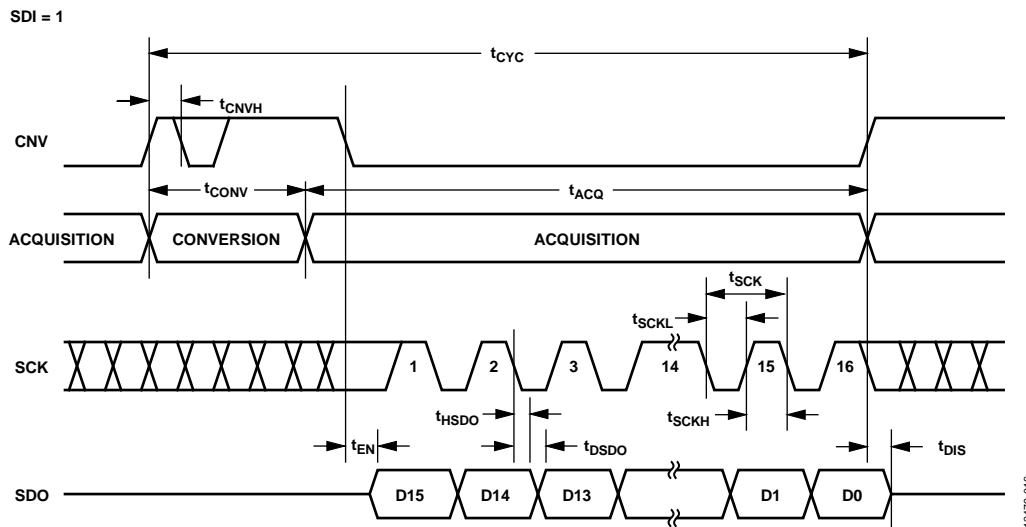 SDI = 1
tCYC
tCNVH
CNV
tCONV
tACQ
ACQUISITION CONVERSION ACQUISITION
tSCK
tSCKL
SCK 1 2 3 14 15 16
tHSDO
tSCKH
tEN
tDSDO
tDIS
SDO D15 D14 D13 D1 D0